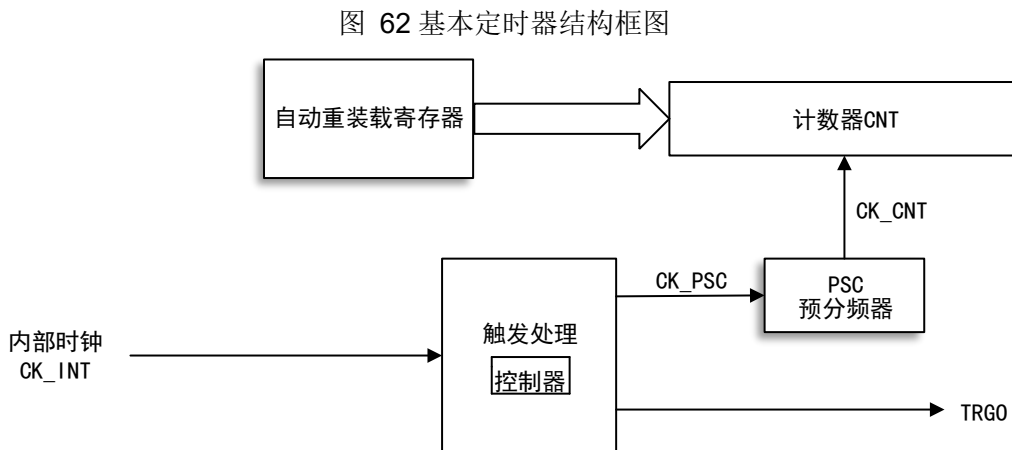 图 62 基本定时器结构框图
自动重装载寄存器
计数器CNT
CK_CNT
CK_PSC
PSC
预分频器
内部时钟
CK_INT
触发处理
控制器
TRGO